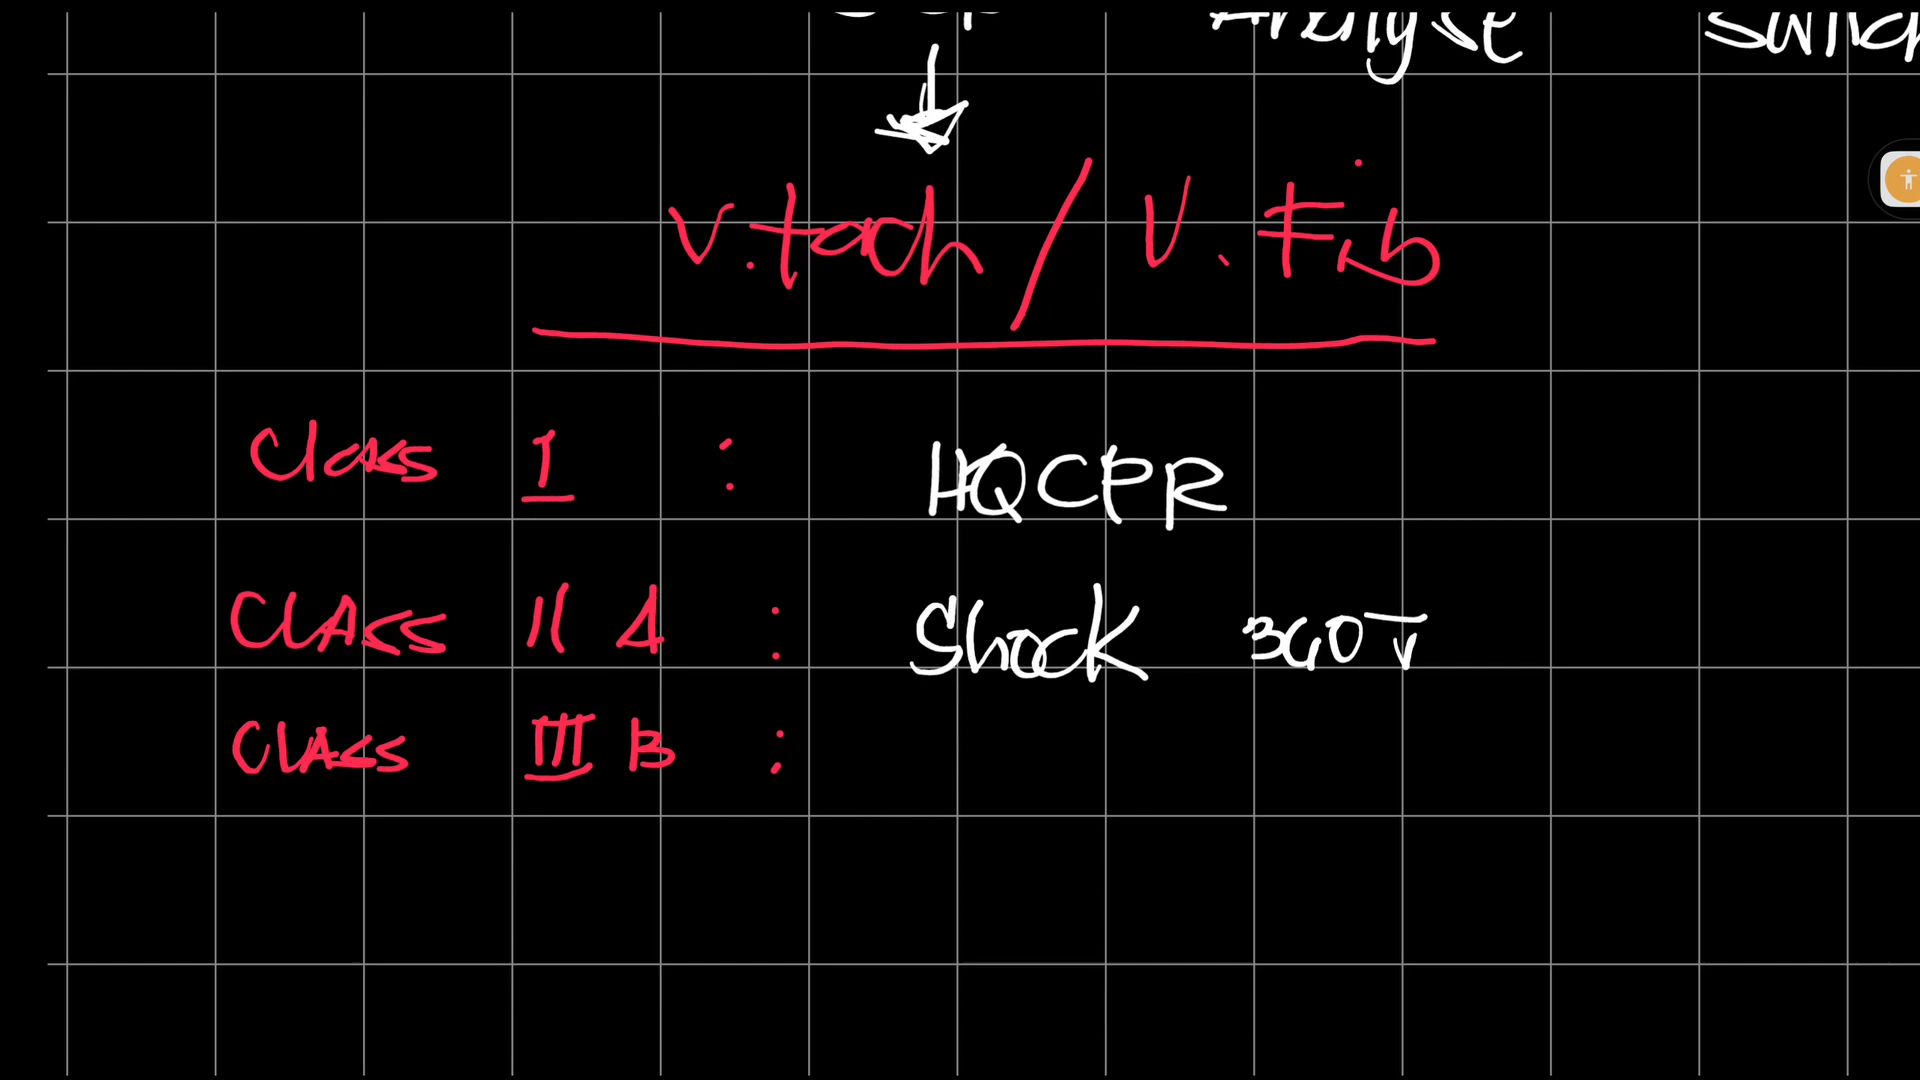 Analyse
V.tach / V. Fib
Class I : HQCPR
CLASS II A : Shock 360J
CLASS III B :